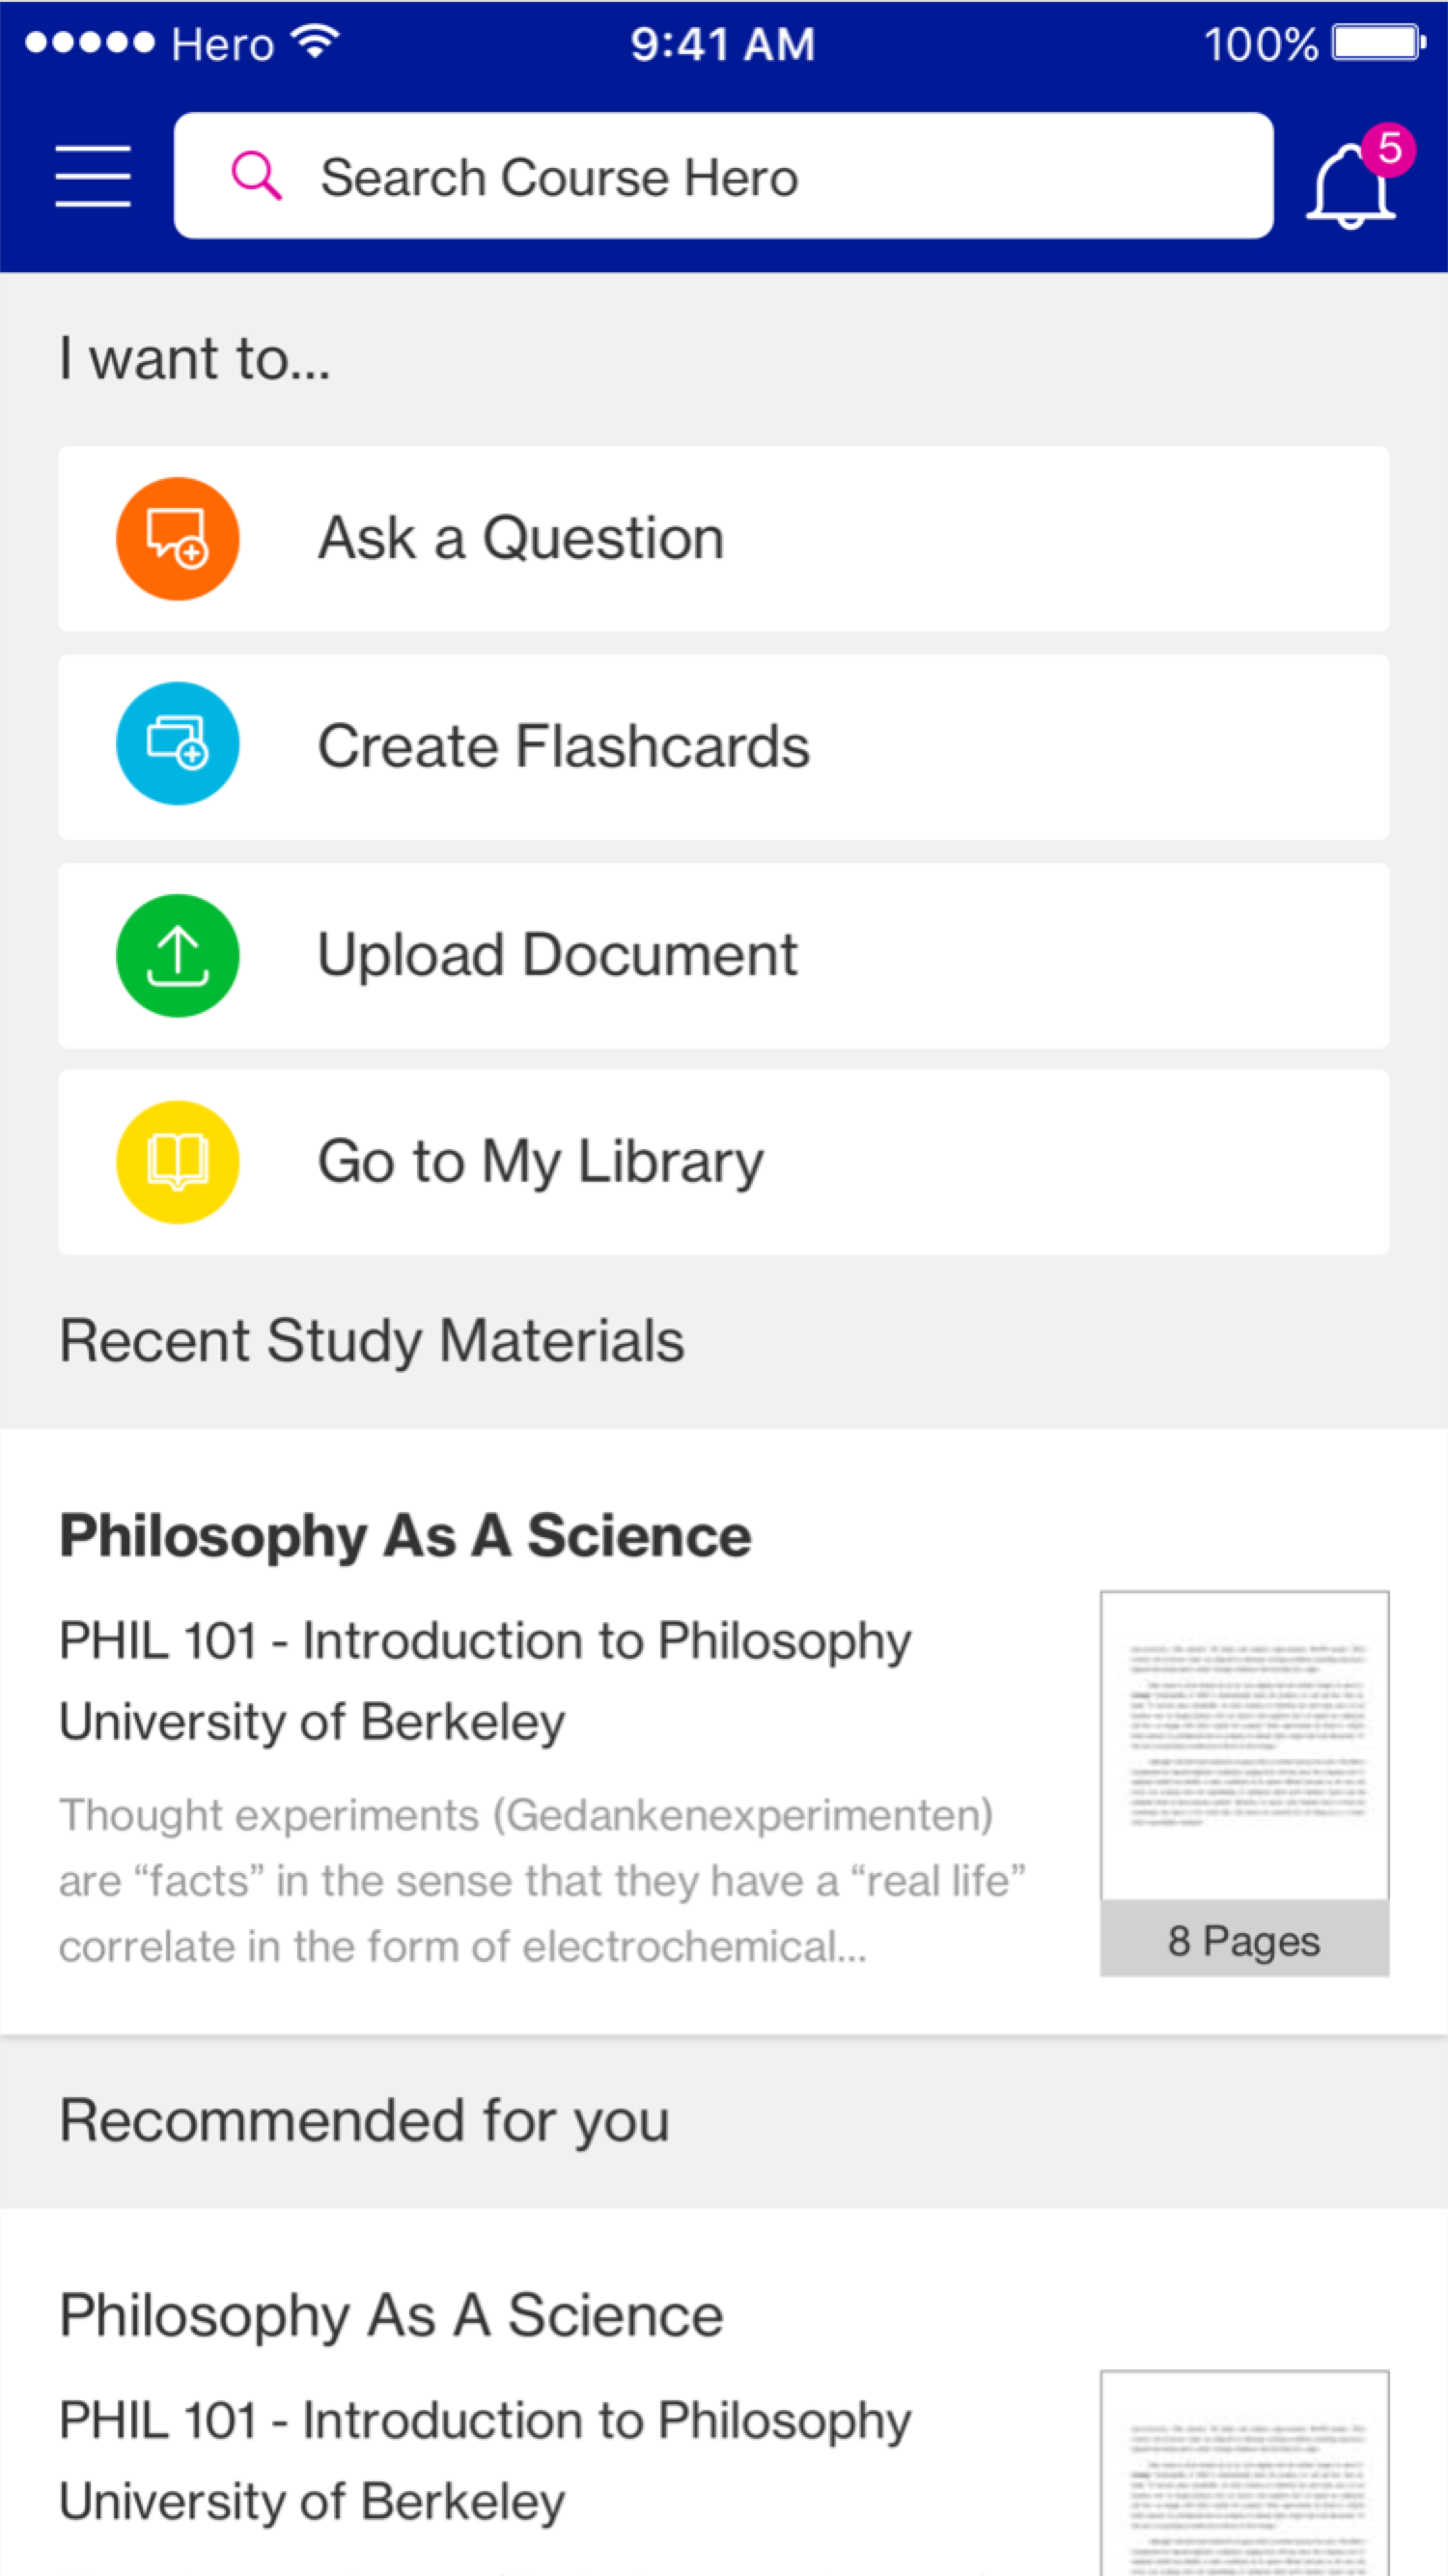 Hero 9:41 AM 100%
Search Course Hero 5
I want to...
Ask a Question
Create Flashcards
Upload Document
Go to My Library
Recent Study Materials
Philosophy As A Science
PHIL 101 - Introduction to Philosophy
University of Berkeley
Thought experiments (Gedankenexperimenten)
are “facts” in the sense that they have a “real life”
correlate in the form of electrochemical...
8 Pages
Recommended for you
Philosophy As A Science
PHIL 101 - Introduction to Philosophy
University of Berkeley